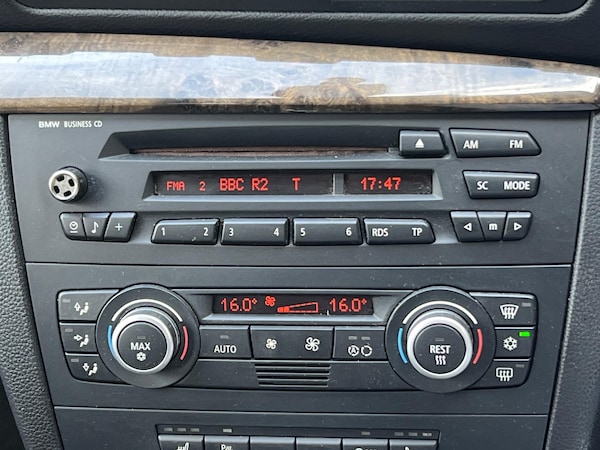 BMW BUSINESS CD
AM FM
FMA 2 BBC R2 T 17:47
SC MODE
1 2 3 4 5 6 RDS TP m
16.0° 16.0°
MAX AUTO REST
P